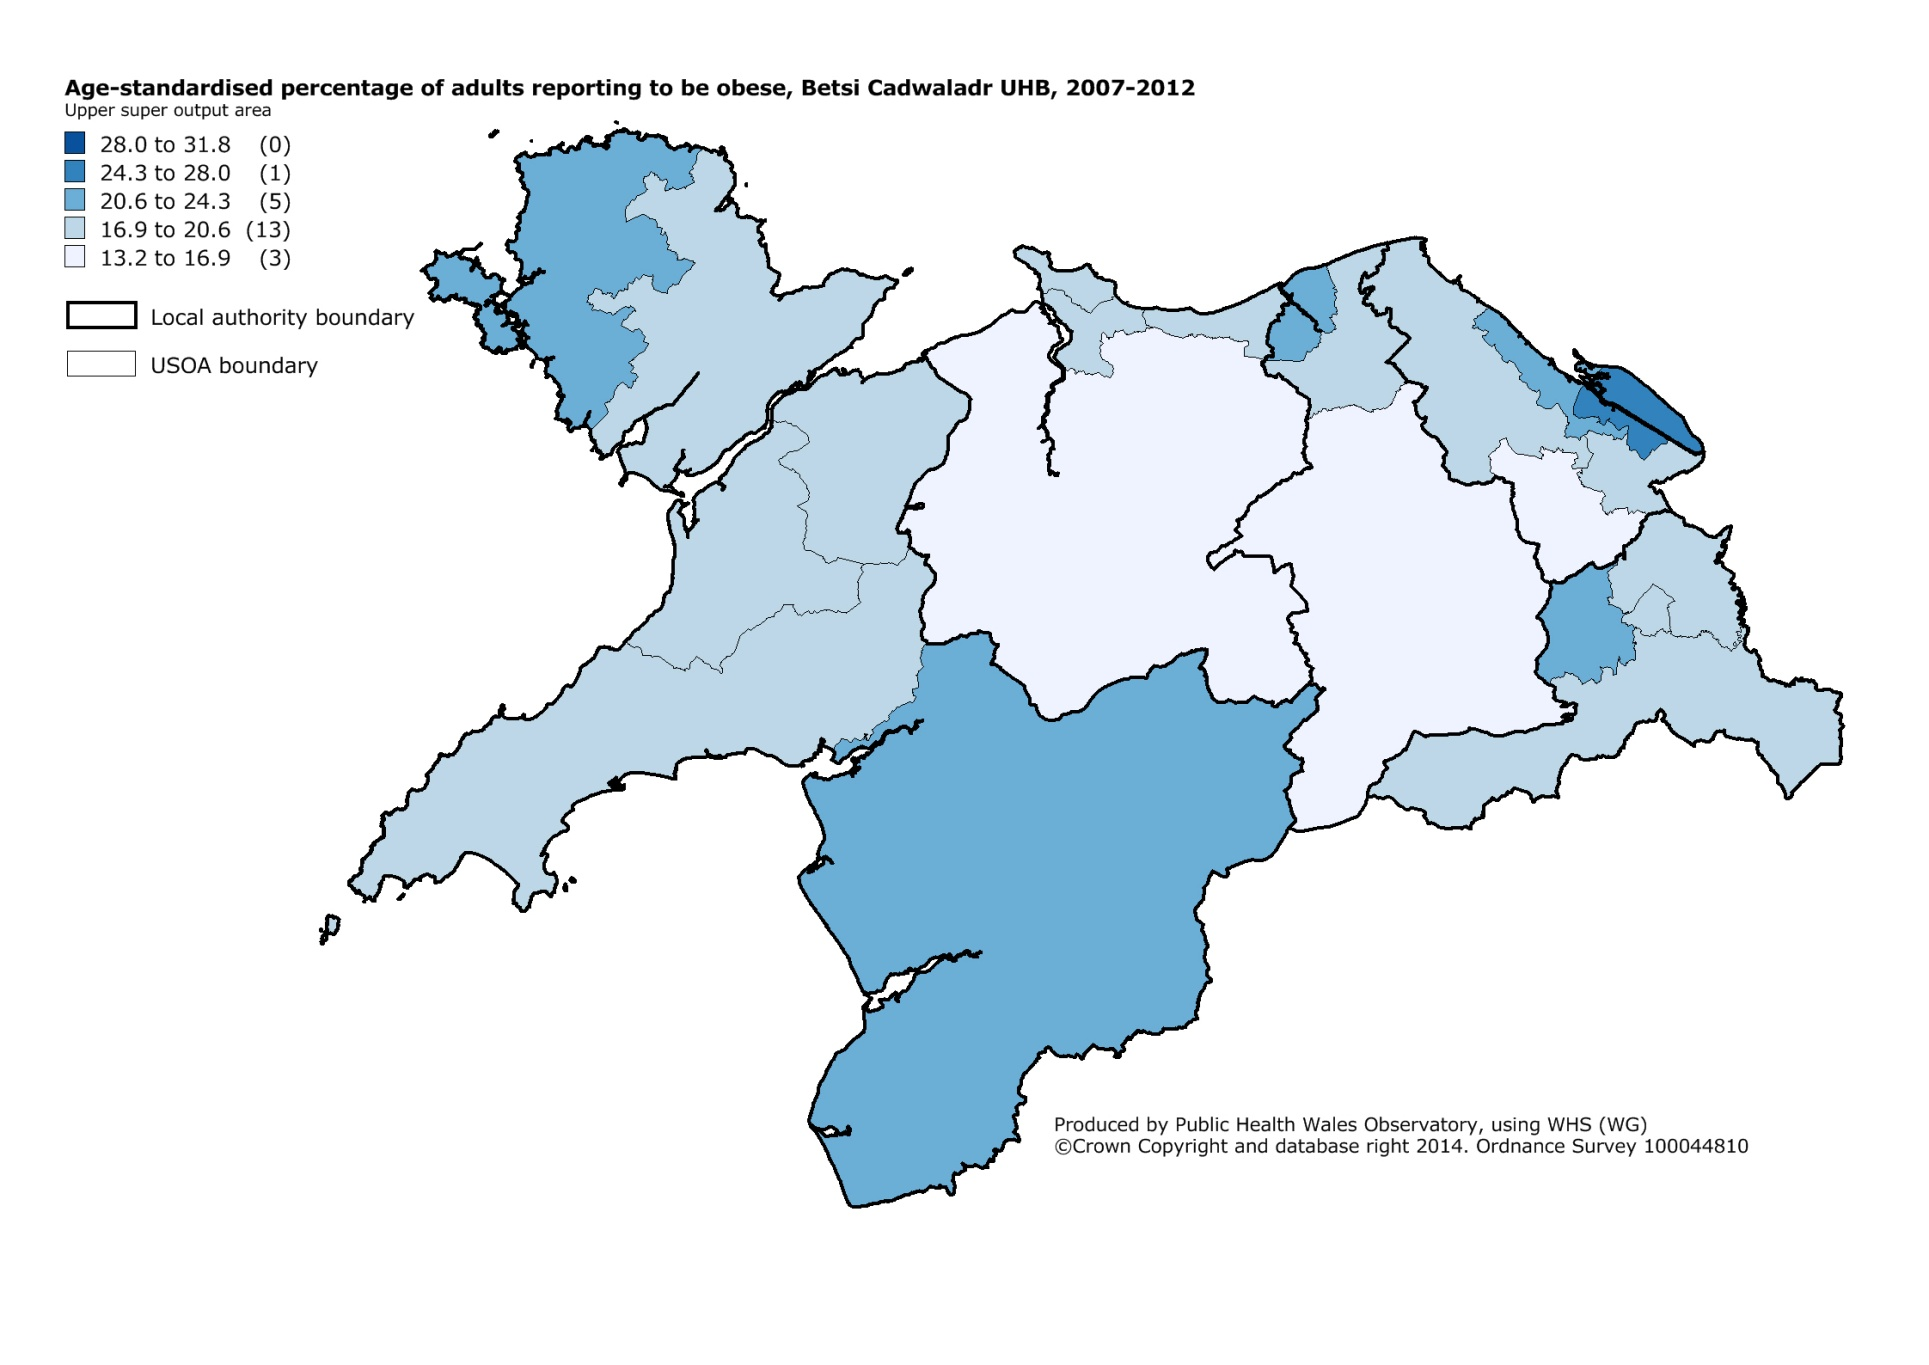 Age-standardised percentage of adults reporting to be obese, Betsi Cadwaladr UHB, 2007-2012
Upper super output area
28.0 to 31.8 (0)
24.3 to 28.0 (1)
20.6 to 24.3 (5)
16.9 to 20.6 (13)
13.2 to 16.9 (3)
Local authority boundary
USOA boundary
Produced by Public Health Wales Observatory, using WHS (WG)
©Crown Copyright and database right 2014. Ordnance Survey 100044810